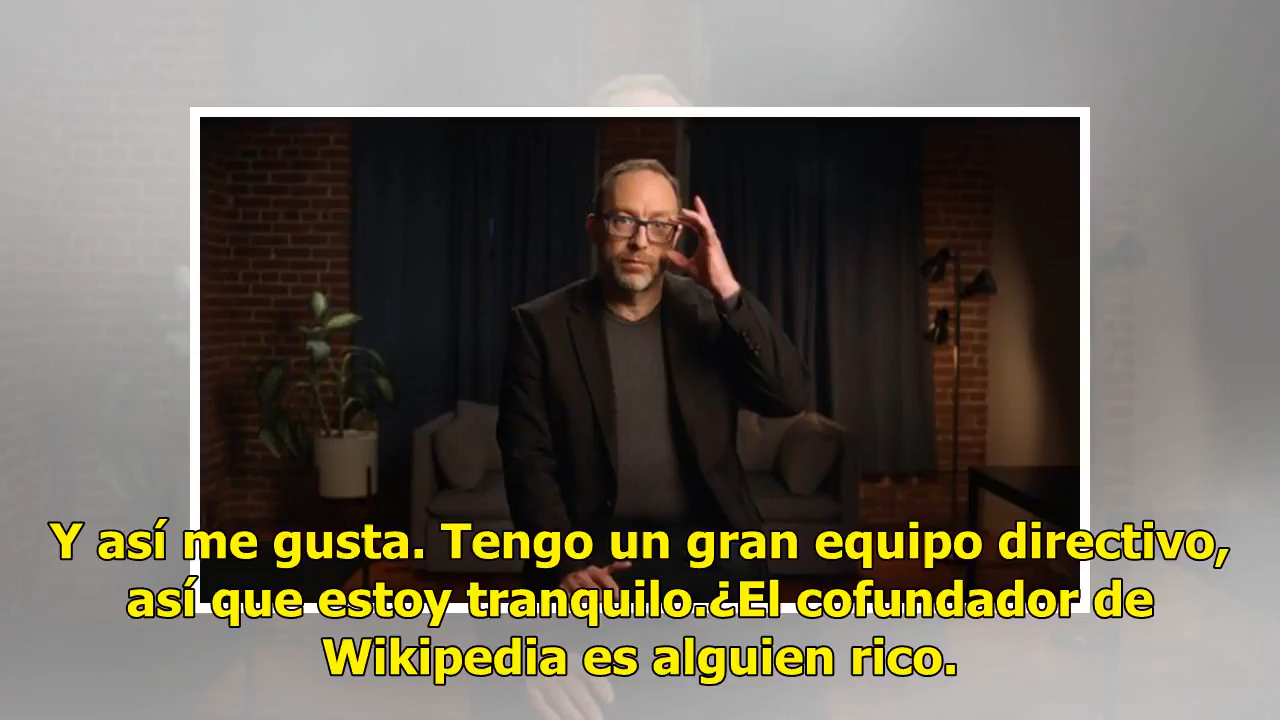 Y así me gusta. Tengo un gran equipo directivo,
así que estoy tranquilo.¿El cofundador de
Wikipedia es alguien rico.